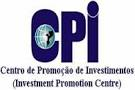 CPI
Centro de Promoção de Investimentos
(Investment Promotion Centre)